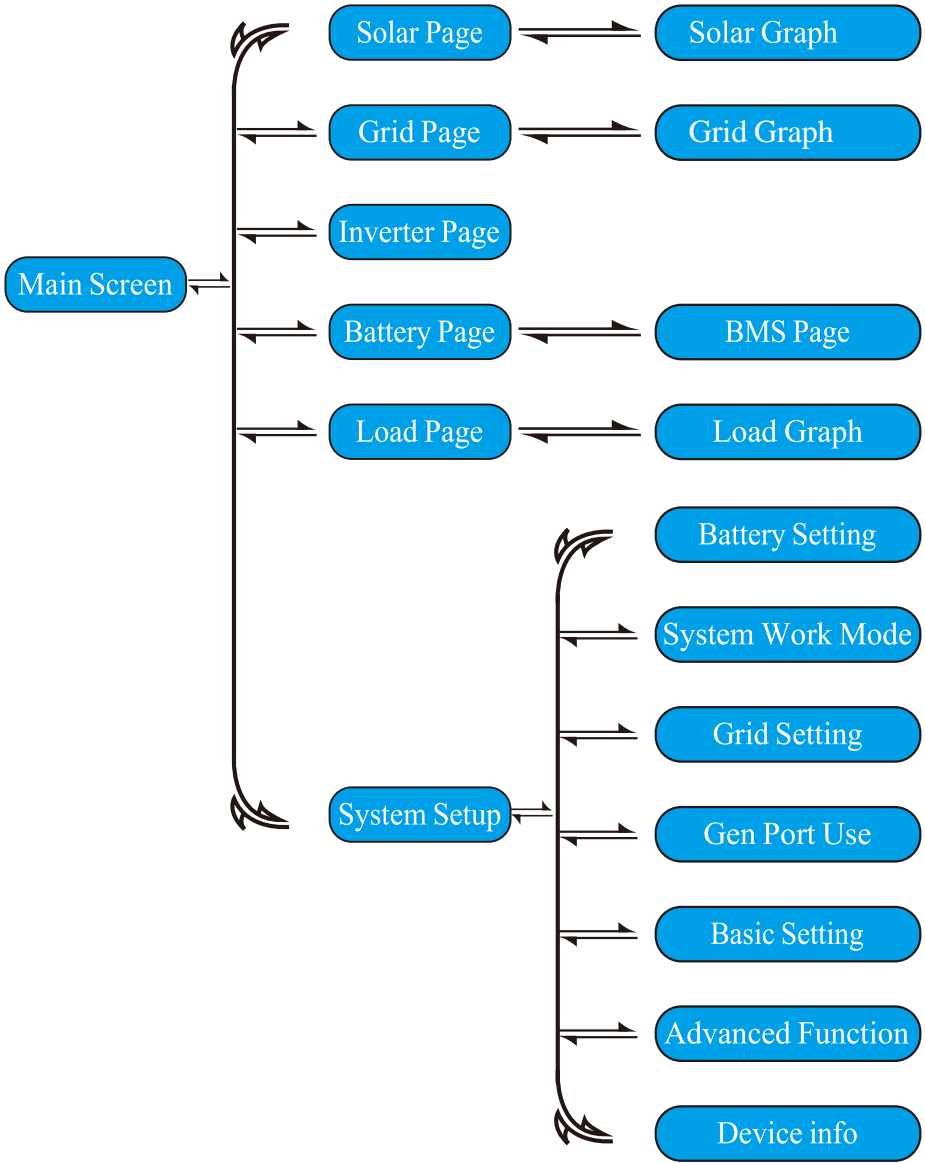 Solar Page
Solar Graph
Grid Page
Grid Graph
Inverter Page
Main Screen
Battery Page
BMS Page
Load Page
Load Graph
Battery Setting
System Work Mode
Grid Setting
System Setup
Gen Port Use
Basic Setting
Advanced Function
Device info